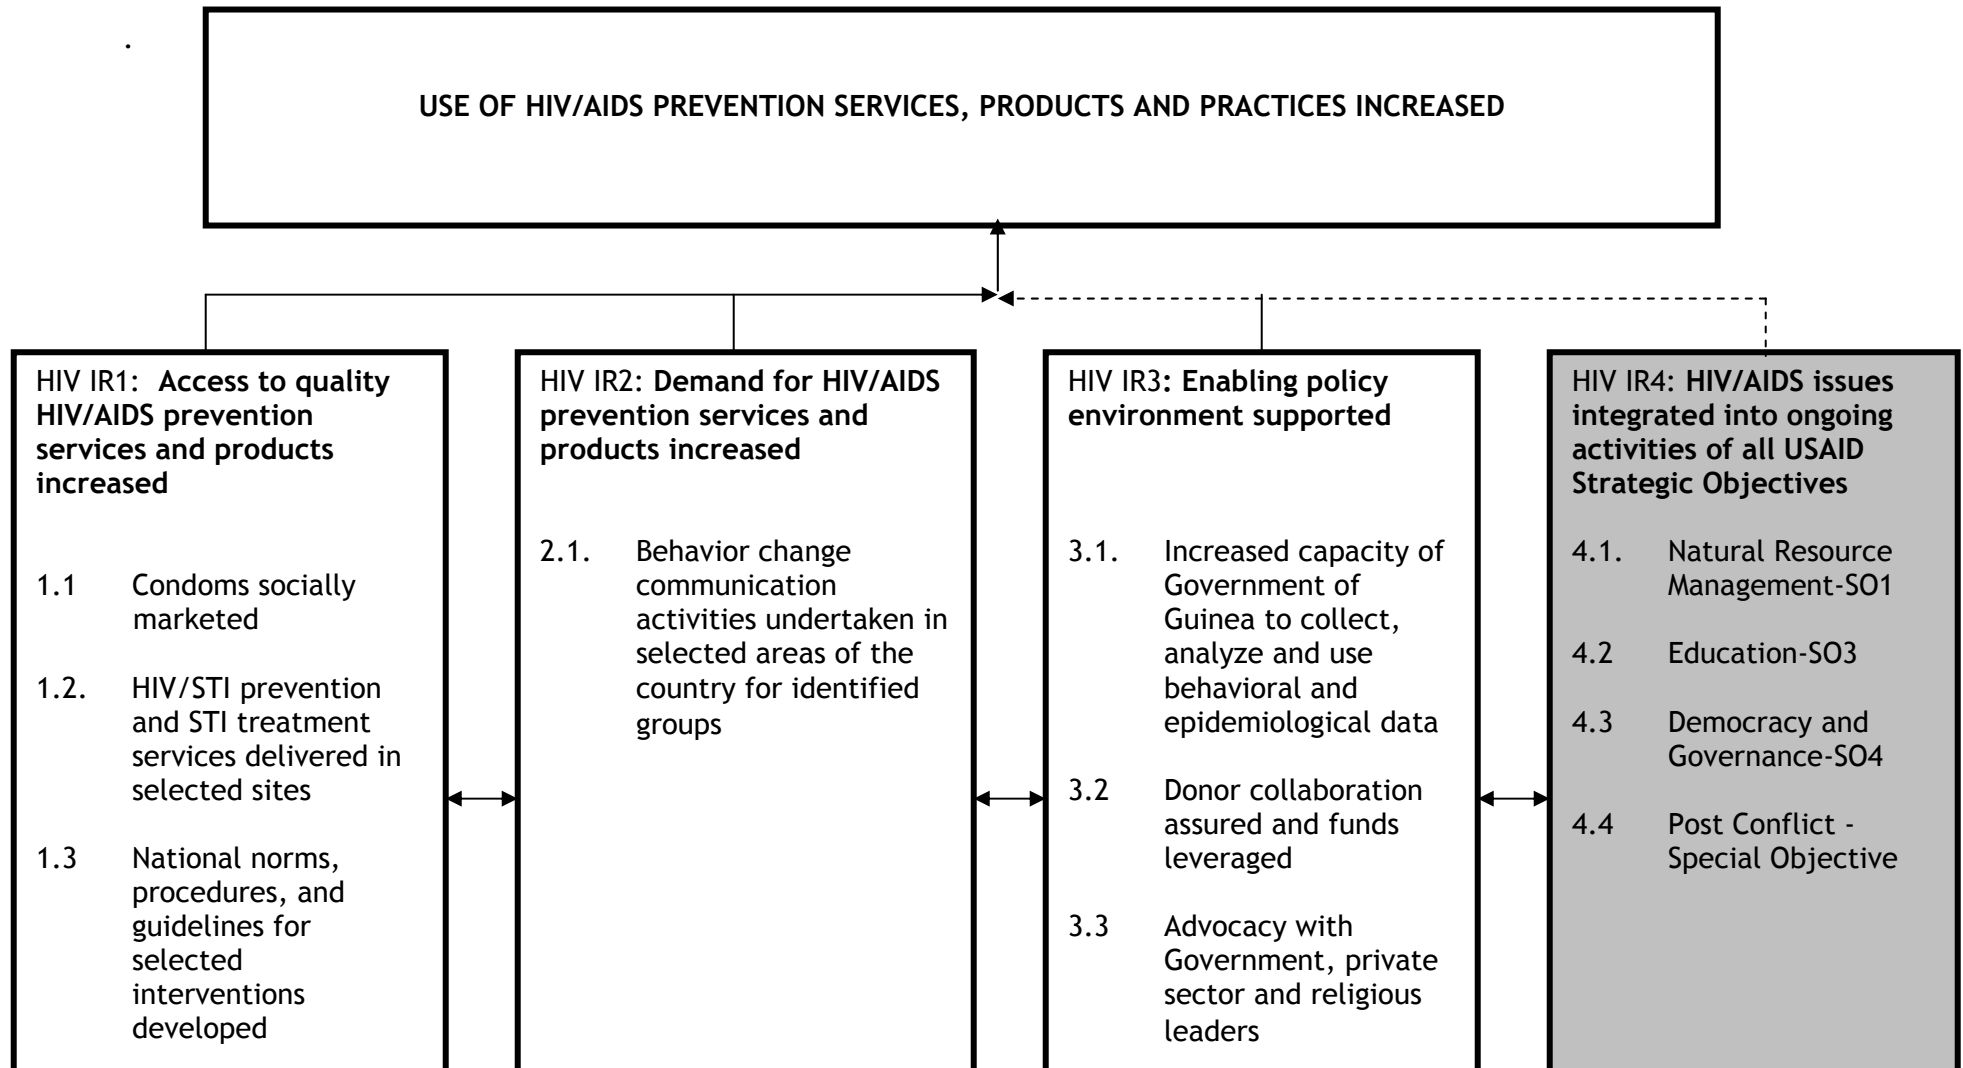 .
USE OF HIV/AIDS PREVENTION SERVICES, PRODUCTS AND PRACTICES INCREASED
HIV IR1: Access to quality
HIV/AIDS prevention
services and products
increased
1.1 Condoms socially
marketed
1.2. HIV/STI prevention
and STI treatment
services delivered in
selected sites
1.3 National norms,
procedures, and
guidelines for
selected
interventions
developed
HIV IR2: Demand for HIV/AIDS
prevention services and
products increased
2.1. Behavior change
communication
activities undertaken in
selected areas of the
country for identified
groups
HIV IR3: Enabling policy
environment supported
3.1. Increased capacity of
Government of
Guinea to collect,
analyze and use
behavioral and
epidemiological data
3.2 Donor collaboration
assured and funds
leveraged
3.3 Advocacy with
Government, private
sector and religious
leaders
HIV IR4: HIV/AIDS issues
integrated into ongoing
activities of all USAID
Strategic Objectives
4.1. Natural Resource
Management-SO1
4.2 Education-SO3
4.3 Democracy and
Governance-SO4
4.4 Post Conflict -
Special Objective